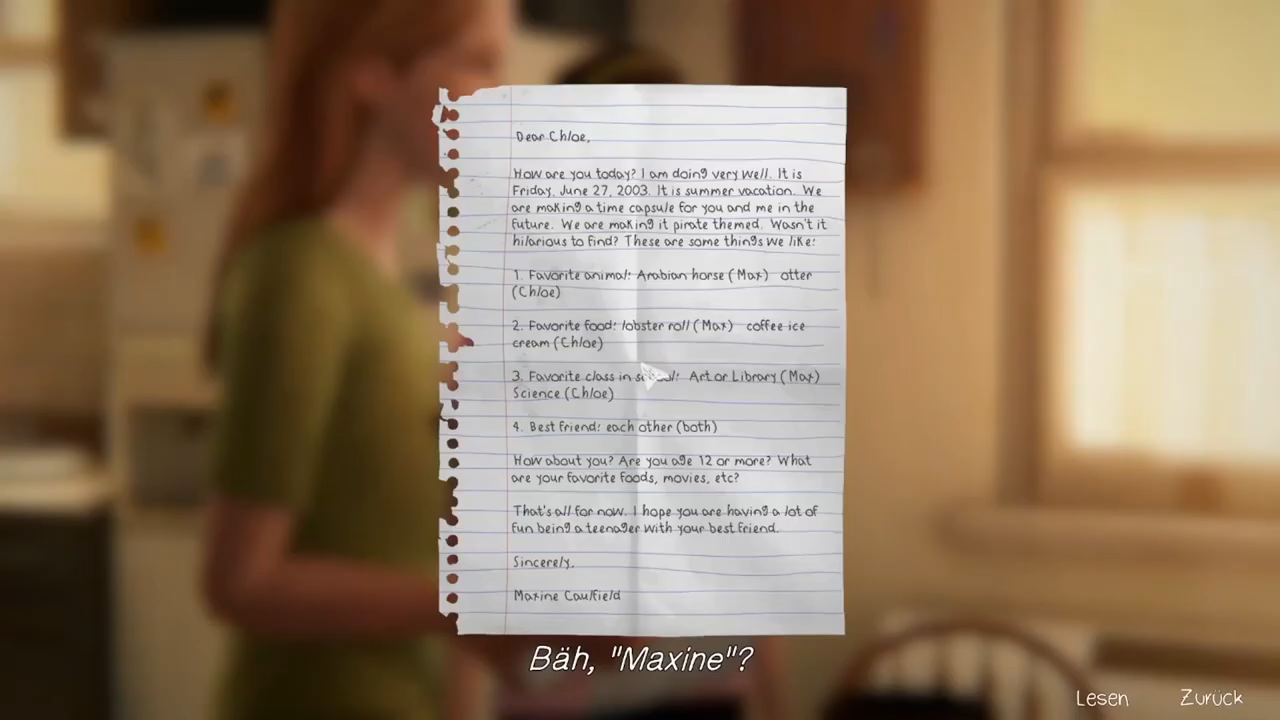 Dear Chloe,
How are you today? I am doing very well. It is
Friday, June 27, 2003. It is summer vacation. We
are making a time capsule for you and me in the
future. We are making it pirate themed. Wasn't it
hilarious to find? These are some things we like:
1. Favorite animal: Arabian horse (Max) otter
(Chloe)
2. Favorite food: lobster roll (Max) coffee ice
cream (Chloe)
3. Favorite class in school: Art or Library (Max)
Science (Chloe)
4. Best friend: each other (both)
How about you? Are you age 12 or more? What
are your favorite foods, movies, etc?
That's all for now. I hope you are having a lot of
fun being a teenager with your best friend.
Sincerely,
Maxine Caulfield
Bäh, "Maxine"?
Lesen Zurück